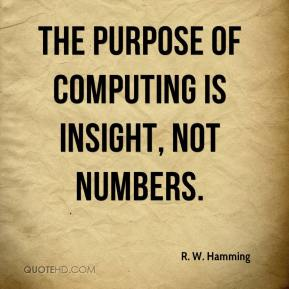 THE PURPOSE OF
COMPUTING IS
INSIGHT, NOT
NUMBERS.
R. W. Hamming
QUOTEHD.COM